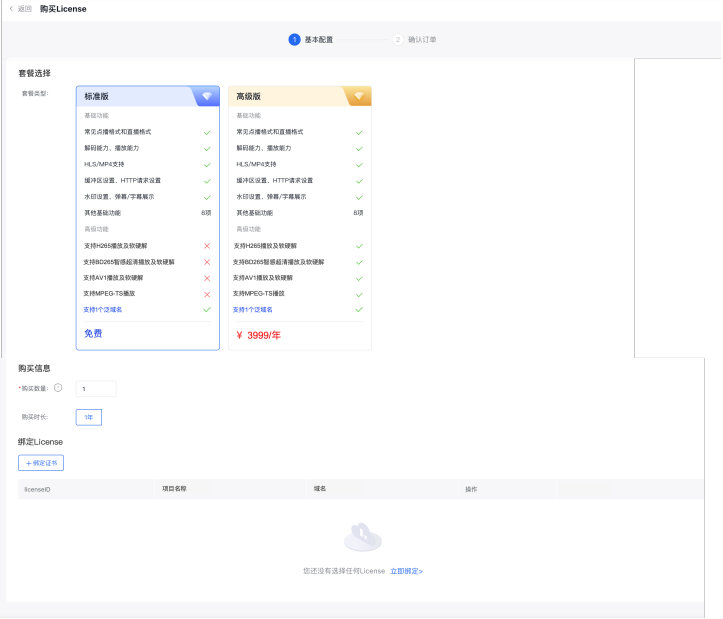 < 返回 购买License
1 基本配置 2 确认订单
套餐选择
套餐类型:
标准版
基础功能
常见点播格式和直播格式
解码能力、播放能力
HLS/MP4支持
缓冲区设置、HTTP请求设置
水印设置、弹幕/字幕展示
其他基础功能 8项
高级功能
支持H265播放及软硬解
支持BD265智感超清播放及软硬解
支持AV1播放及软硬解
支持MPEG-TS播放
支持1个泛域名
免费
高级版
基础功能
常见点播格式和直播格式
解码能力、播放能力
HLS/MP4支持
缓冲区设置、HTTP请求设置
水印设置、弹幕/字幕展示
其他基础功能 8项
高级功能
支持H265播放及软硬解
支持BD265智感超清播放及软硬解
支持AV1播放及软硬解
支持MPEG-TS播放
支持1个泛域名
¥ 3999/年
购买信息
*购买数量: 1
购买时长: 1年
绑定License
+ 绑定证书
licenseID 项目名称 域名 操作
您还没有选择任何License 立即绑定>